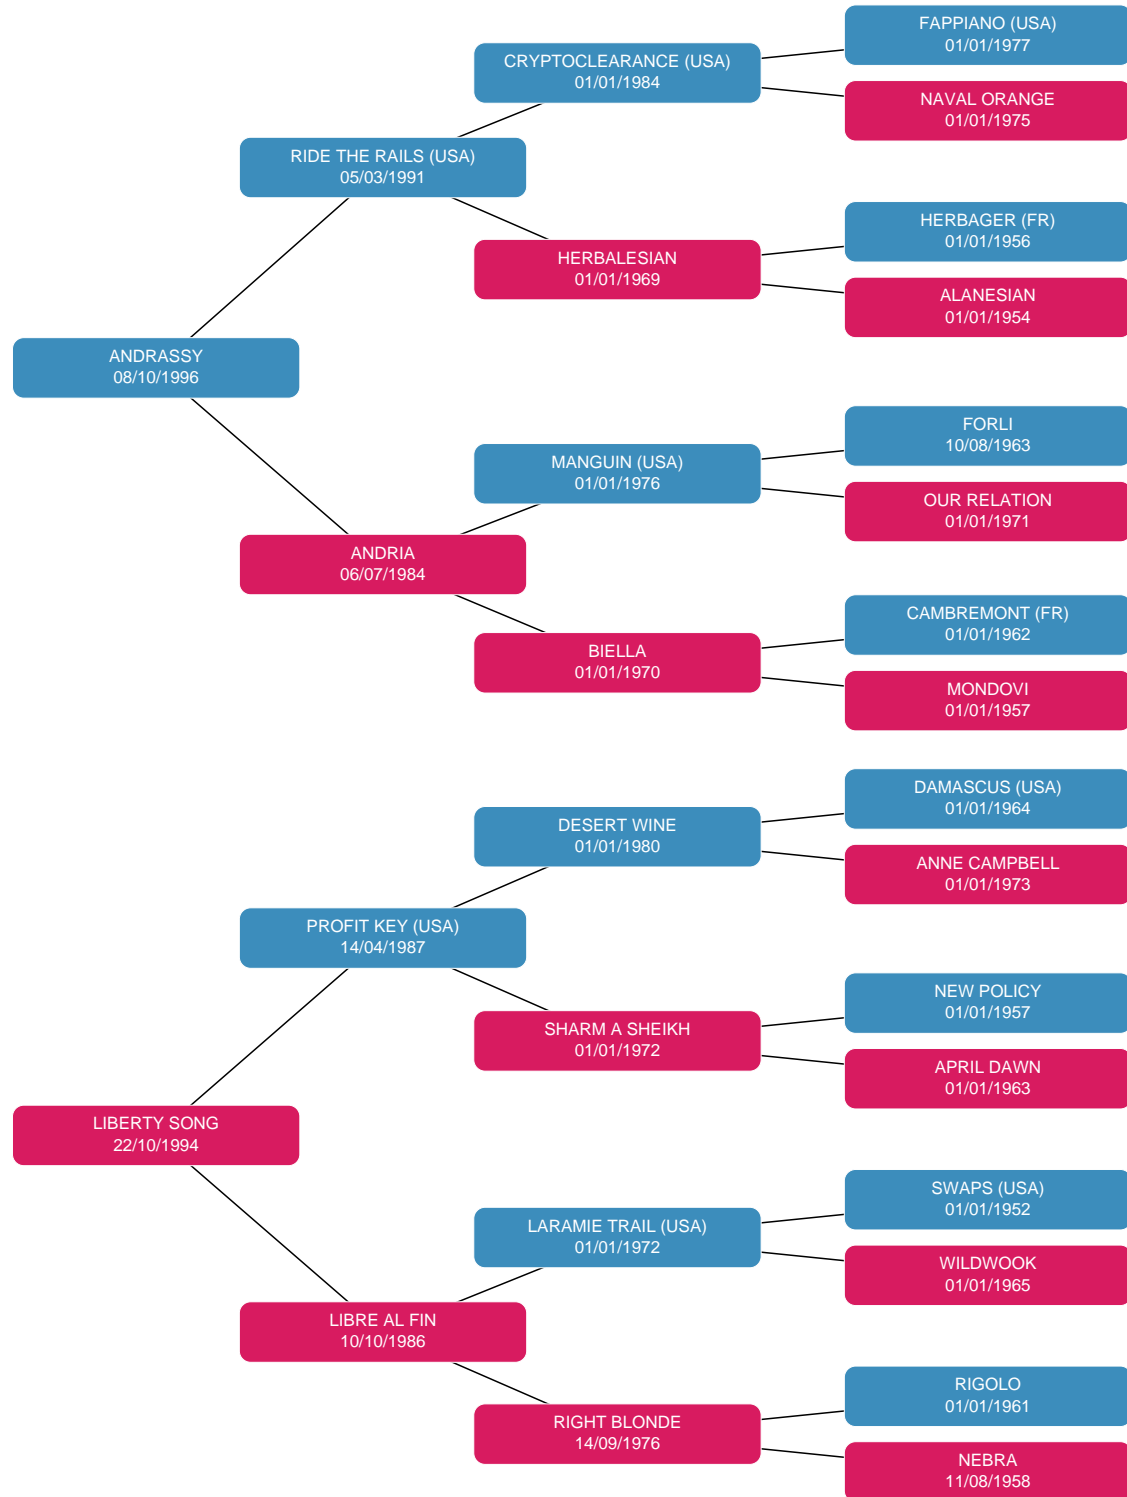 FAPPIANO (USA)
01/01/1977
CRYPTOCLEARANCE (USA)
01/01/1984
NAVAL ORANGE
01/01/1975
RIDE THE RAILS (USA)
05/03/1991
HERBAGER (FR)
01/01/1956
HERBALESIAN
01/01/1969
ALANESIAN
01/01/1954
ANDRASSY
08/10/1996
FORLI
10/08/1963
MANGUIN (USA)
01/01/1976
OUR RELATION
01/01/1971
ANDRIA
06/07/1984
CAMBREMONT (FR)
01/01/1962
BIELLA
01/01/1970
MONDOVI
01/01/1957
DAMASCUS (USA)
01/01/1964
DESERT WINE
01/01/1980
ANNE CAMPBELL
01/01/1973
PROFIT KEY (USA)
14/04/1987
NEW POLICY
01/01/1957
SHARM A SHEIKH
01/01/1972
APRIL DAWN
01/01/1963
LIBERTY SONG
22/10/1994
SWAPS (USA)
01/01/1952
LARAMIE TRAIL (USA)
01/01/1972
WILDWOOK
01/01/1965
LIBRE AL FIN
10/10/1986
RIGOLO
01/01/1961
RIGHT BLONDE
14/09/1976
NEBRA
11/08/1958